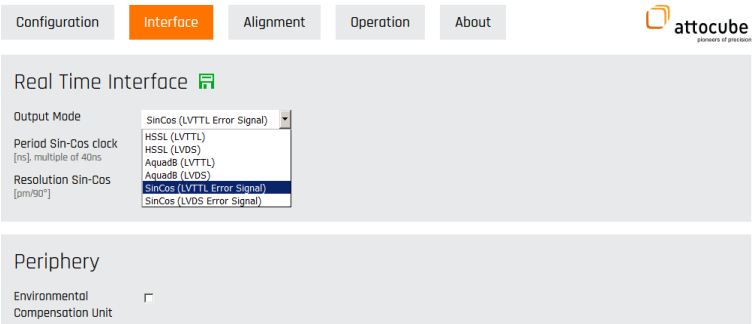 Configuration Interface Alignment Operation About
attocube
pioneers of precision
Real Time Interface
Output Mode SinCos (LVTTL Error Signal)
HSSL (LVTTL)
Period Sin-Cos clock HSSL (LVDS)
[ns], multiple of 40ns AquadB (LVTTL)
AquadB (LVDS)
Resolution Sin-Cos SinCos (LVTTL Error Signal)
[pm/90°] SinCos (LVDS Error Signal)
Periphery
Environmental
Compensation Unit